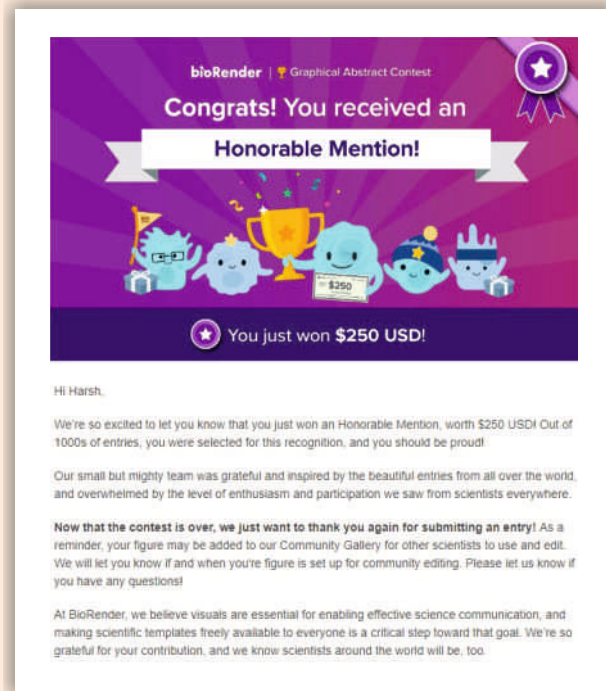 bioRender | Graphical Abstract Contest
Congrats! You received an
Honorable Mention!
$250
You just won $250 USD!
Hi Harsh,
We're so excited to let you know that you just won an Honorable Mention, worth $250 USD! Out of
1000s of entries, you were selected for this recognition, and you should be proud!
Our small but mighty team was grateful and inspired by the beautiful entries from all over the world,
and overwhelmed by the level of enthusiasm and participation we saw from scientists everywhere.
Now that the contest is over, we just want to thank you again for submitting an entry! As a
reminder, your figure may be added to our Community Gallery for other scientists to use and edit.
We will let you know if and when you're figure is set up for community editing. Please let us know if
you have any questions!
At BioRender, we believe visuals are essential for enabling effective science communication, and
making scientific templates freely available to everyone is a critical step toward that goal. We're so
grateful for your contribution, and we know scientists around the world will be, too.